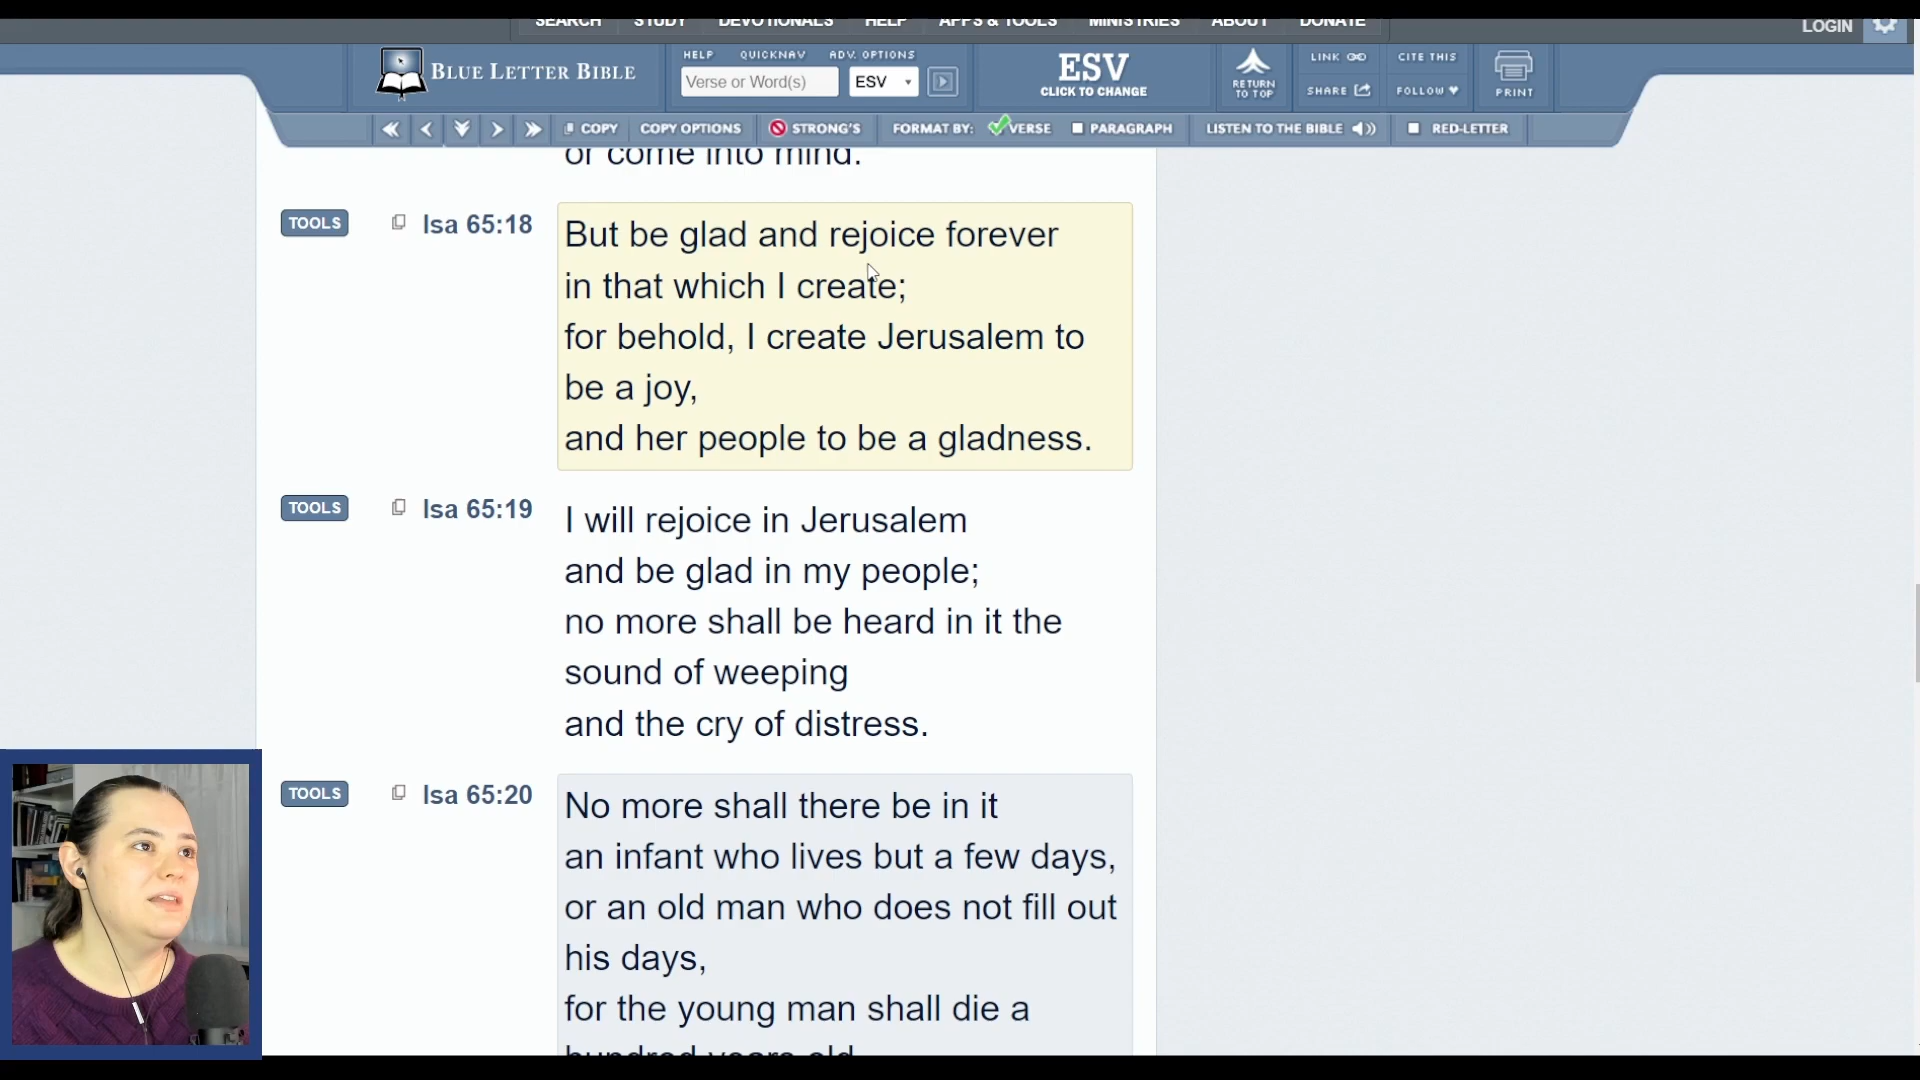 SEARCH STUDY DEVOTIONALS HELP APPS & TOOLS MINISTRIES ABOUT DONATE
LOGIN
BLUE LETTER BIBLE
HELP QUICKNAV ADV. OPTIONS
Verse or Word(s)
ESV
ESV
CLICK TO CHANGE
RETURN
TO TOP
LINK
CITE THIS
SHARE
FOLLOW
PRINT
COPY
COPY OPTIONS
STRONG'S
FORMAT BY:
VERSE
PARAGRAPH
LISTEN TO THE BIBLE
RED-LETTER
or come into mind.
TOOLS
Isa 65:18
But be glad and rejoice forever
in that which I create;
for behold, I create Jerusalem to
be a joy,
and her people to be a gladness.
TOOLS
Isa 65:19
I will rejoice in Jerusalem
and be glad in my people;
no more shall be heard in it the
sound of weeping
and the cry of distress.
TOOLS
Isa 65:20
No more shall there be in it
an infant who lives but a few days,
or an old man who does not fill out
his days,
for the young man shall die a
hundred years old